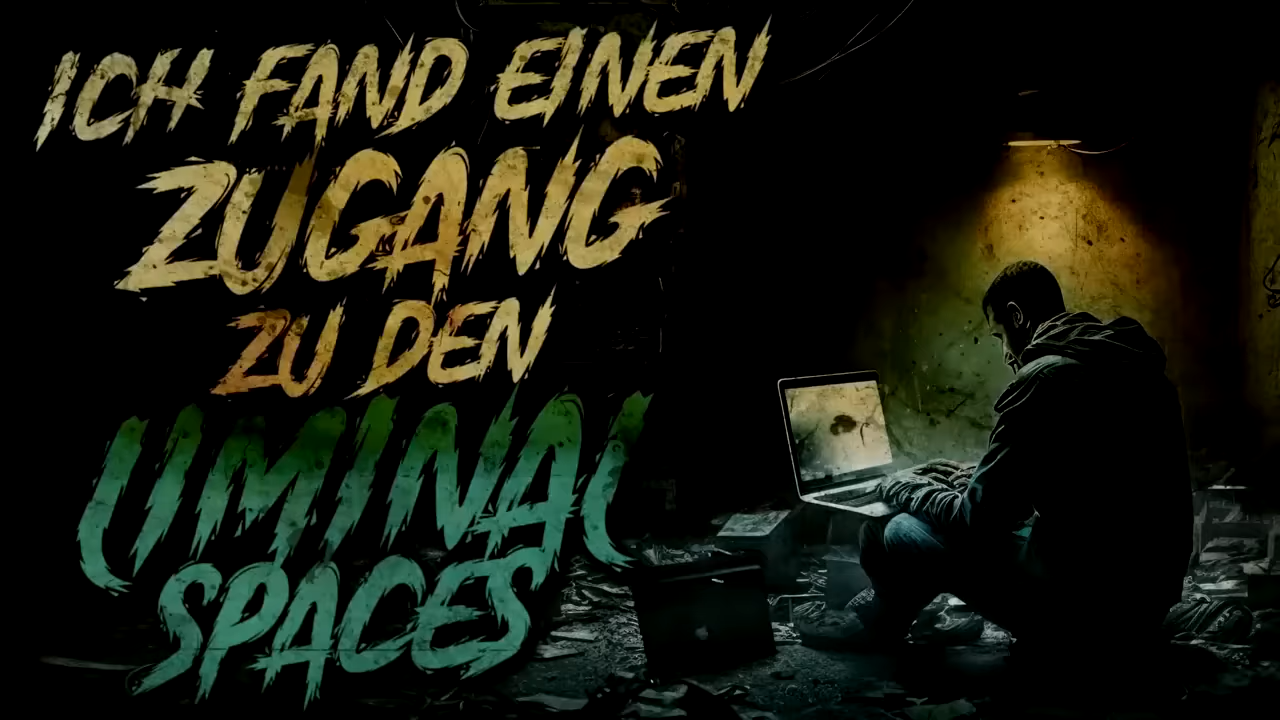 ICH FAND EINEN
ZUGANG
ZU DEN
LIMINAL
SPACES